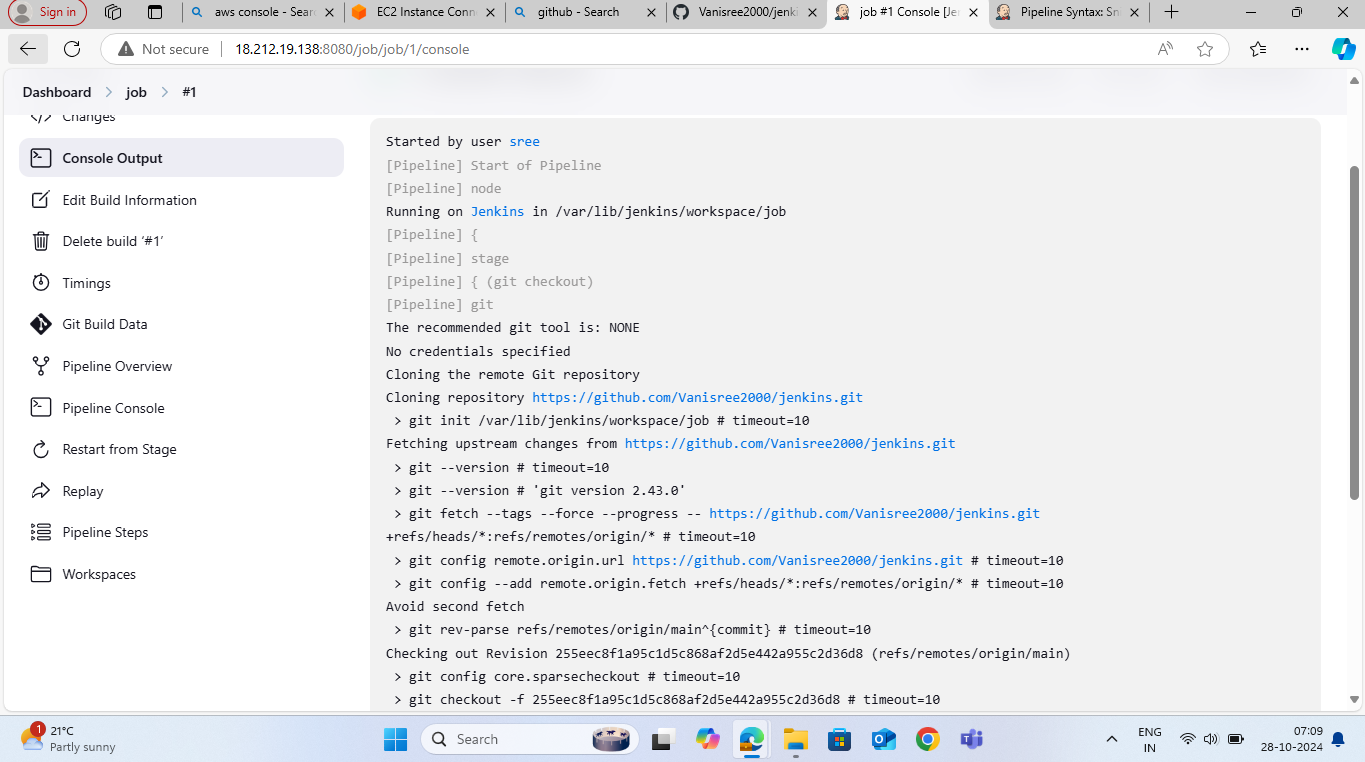 Sign in
aws console - Sear
EC2 Instance Conn
github - Search
Vanisree2000/jenki
job #1 Console [Je
Pipeline Syntax: Sn
Not secure
18.212.19.138:8080/job/job/1/console
Dashboard
job
#1
Changes
Console Output
Edit Build Information
Delete build ‘#1’
Timings
Git Build Data
Pipeline Overview
Pipeline Console
Restart from Stage
Replay
Pipeline Steps
Workspaces
Started by user sree
[Pipeline] Start of Pipeline
[Pipeline] node
Running on Jenkins in /var/lib/jenkins/workspace/job
[Pipeline] {
[Pipeline] stage
[Pipeline] { (git checkout)
[Pipeline] git
The recommended git tool is: NONE
No credentials specified
Cloning the remote Git repository
Cloning repository https://github.com/Vanisree2000/jenkins.git
> git init /var/lib/jenkins/workspace/job # timeout=10
Fetching upstream changes from https://github.com/Vanisree2000/jenkins.git
> git --version # timeout=10
> git --version # 'git version 2.43.0'
> git fetch --tags --force --progress -- https://github.com/Vanisree2000/jenkins.git
+refs/heads/*:refs/remotes/origin/* # timeout=10
> git config remote.origin.url https://github.com/Vanisree2000/jenkins.git # timeout=10
> git config --add remote.origin.fetch +refs/heads/*:refs/remotes/origin/* # timeout=10
Avoid second fetch
> git rev-parse refs/remotes/origin/main^{commit} # timeout=10
Checking out Revision 255eec8f1a95c1d5c868af2d5e442a955c2d36d8 (refs/remotes/origin/main)
> git config core.sparsecheckout # timeout=10
> git checkout -f 255eec8f1a95c1d5c868af2d5e442a955c2d36d8 # timeout=10
1
21°C
Partly sunny
Search
ENG
IN
07:09
28-10-2024